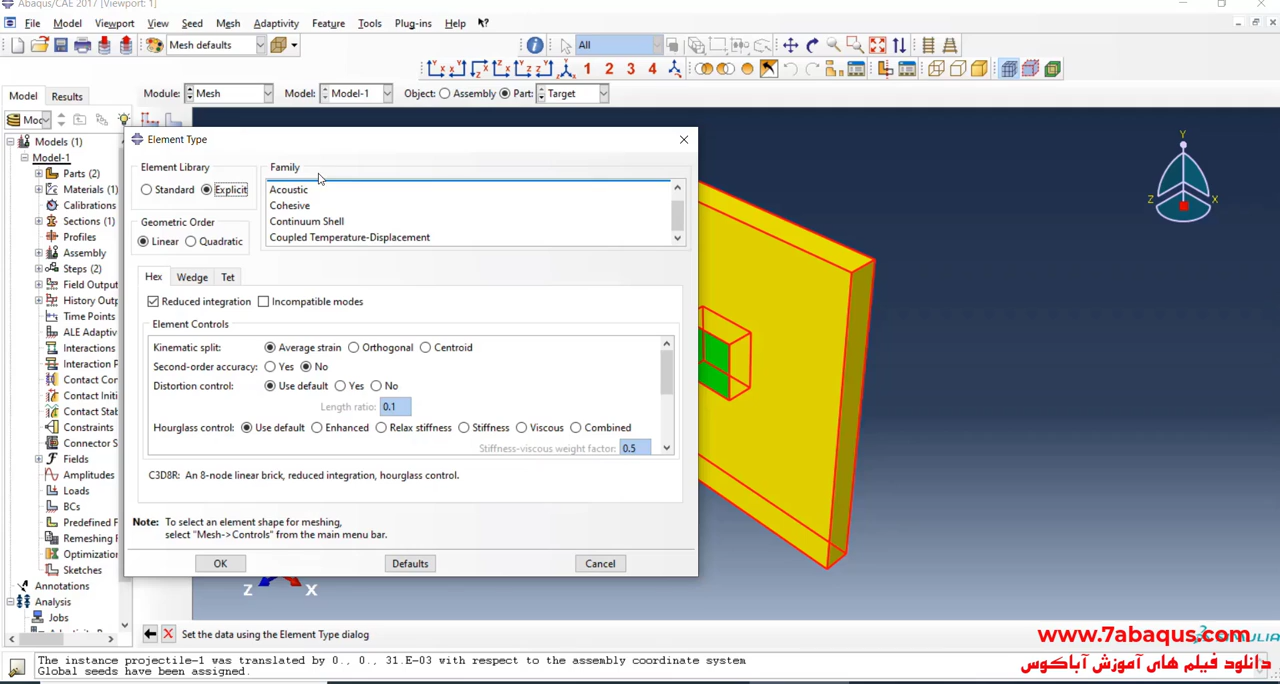 Abaqus/CAE 2017 [Viewport: 1]
File Model Viewport View Seed Mesh Adaptivity Feature Tools Plug-ins Help
Mesh defaults All
1 2 3 4
Model Results Module: Mesh Model: Model-1 Object: Assembly Part: Target
Models (1)
Model-1
Parts (2)
Materials (1)
Calibrations
Sections (1)
Profiles
Assembly
Steps (2)
Field Output
History Outp
Time Points
ALE Adaptiv
Interactions
Interaction P
Contact Con
Contact Initi
Contact Stab
Constraints
Connector S
Fields
Amplitudes
Loads
BCs
Predefined F
Remeshing
Optimizatio
Sketches
Annotations
Analysis
Jobs
Element Type
Element Library
Standard Explicit
Geometric Order
Linear Quadratic
Family
Acoustic
Cohesive
Continuum Shell
Coupled Temperature-Displacement
Hex Wedge Tet
Reduced integration Incompatible modes
Element Controls
Kinematic split: Average strain Orthogonal Centroid
Second-order accuracy: Yes No
Distortion control: Use default Yes No
Length ratio: 0.1
Hourglass control: Use default Enhanced Relax stiffness Stiffness Viscous Combined
Stiffness-viscous weight factor: 0.5
C3D8R: An 8-node linear brick, reduced integration, hourglass control.
Note: To select an element shape for meshing,
select "Mesh->Controls" from the main menu bar.
OK Defaults Cancel
Y
Z X
Z X
Set the data using the Element Type dialog
www.7abaqus.com
دانلود فیلم های آموزش آباکوس
The instance projectile-1 was translated by 0., 0., 31.E-03 with respect to the assembly coordinate system
Global seeds have been assigned.